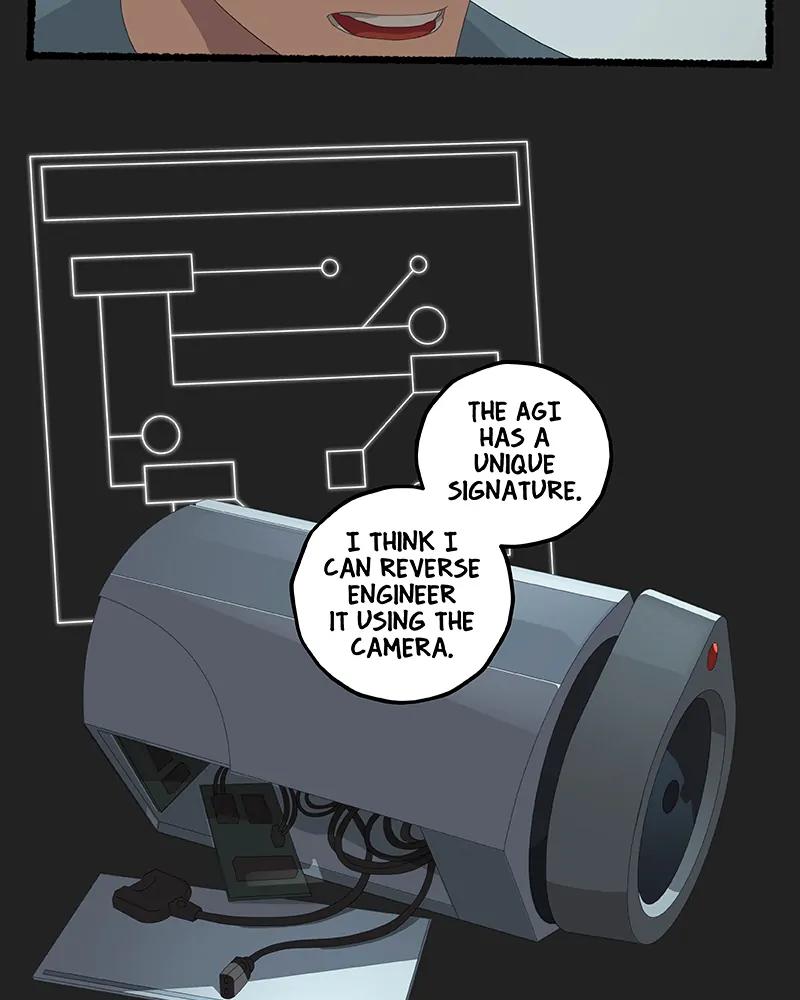 THE AGI
HAS A
UNIQUE
SIGNATURE.
I THINK I
CAN REVERSE
ENGINEER
IT USING THE
CAMERA.